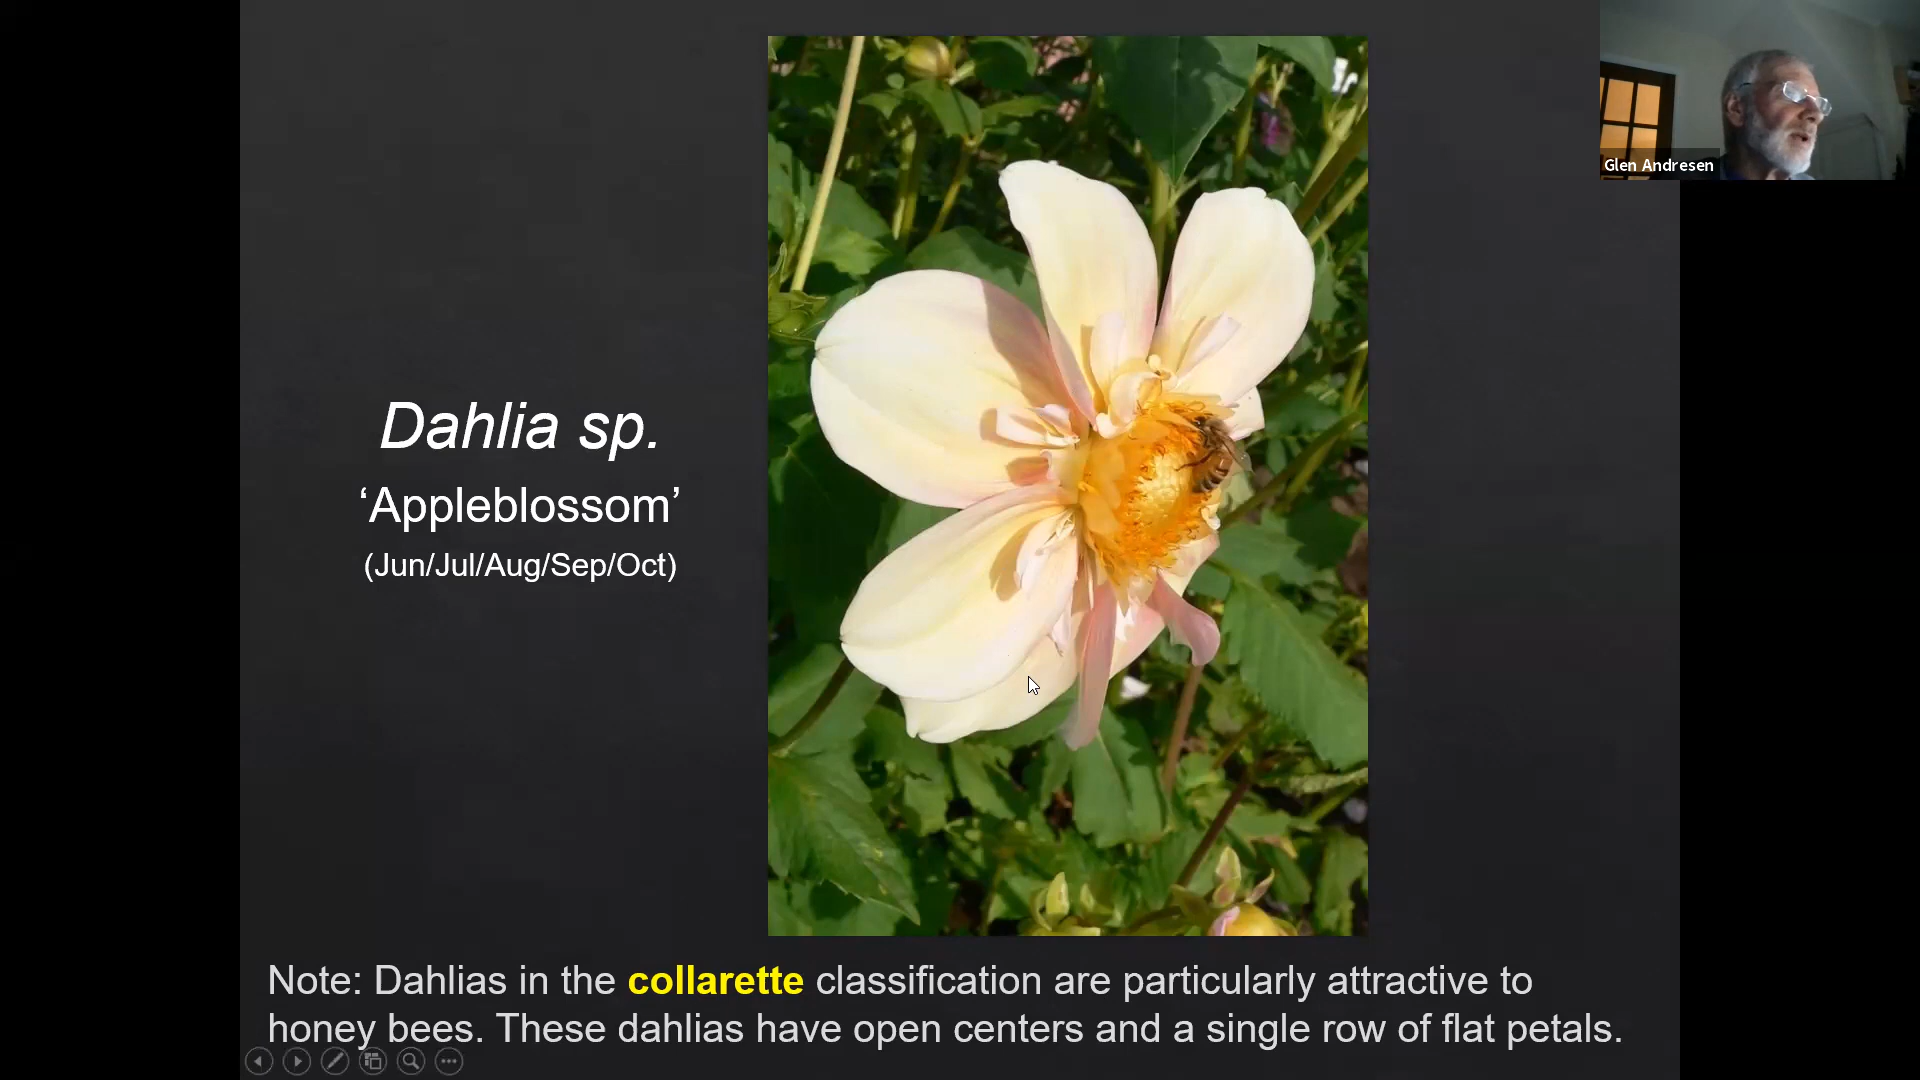 Dahlia sp.
‘Appleblossom’
(Jun/Jul/Aug/Sep/Oct)
Glen Andresen
Note: Dahlias in the collarette classification are particularly attractive to
honey bees. These dahlias have open centers and a single row of flat petals.